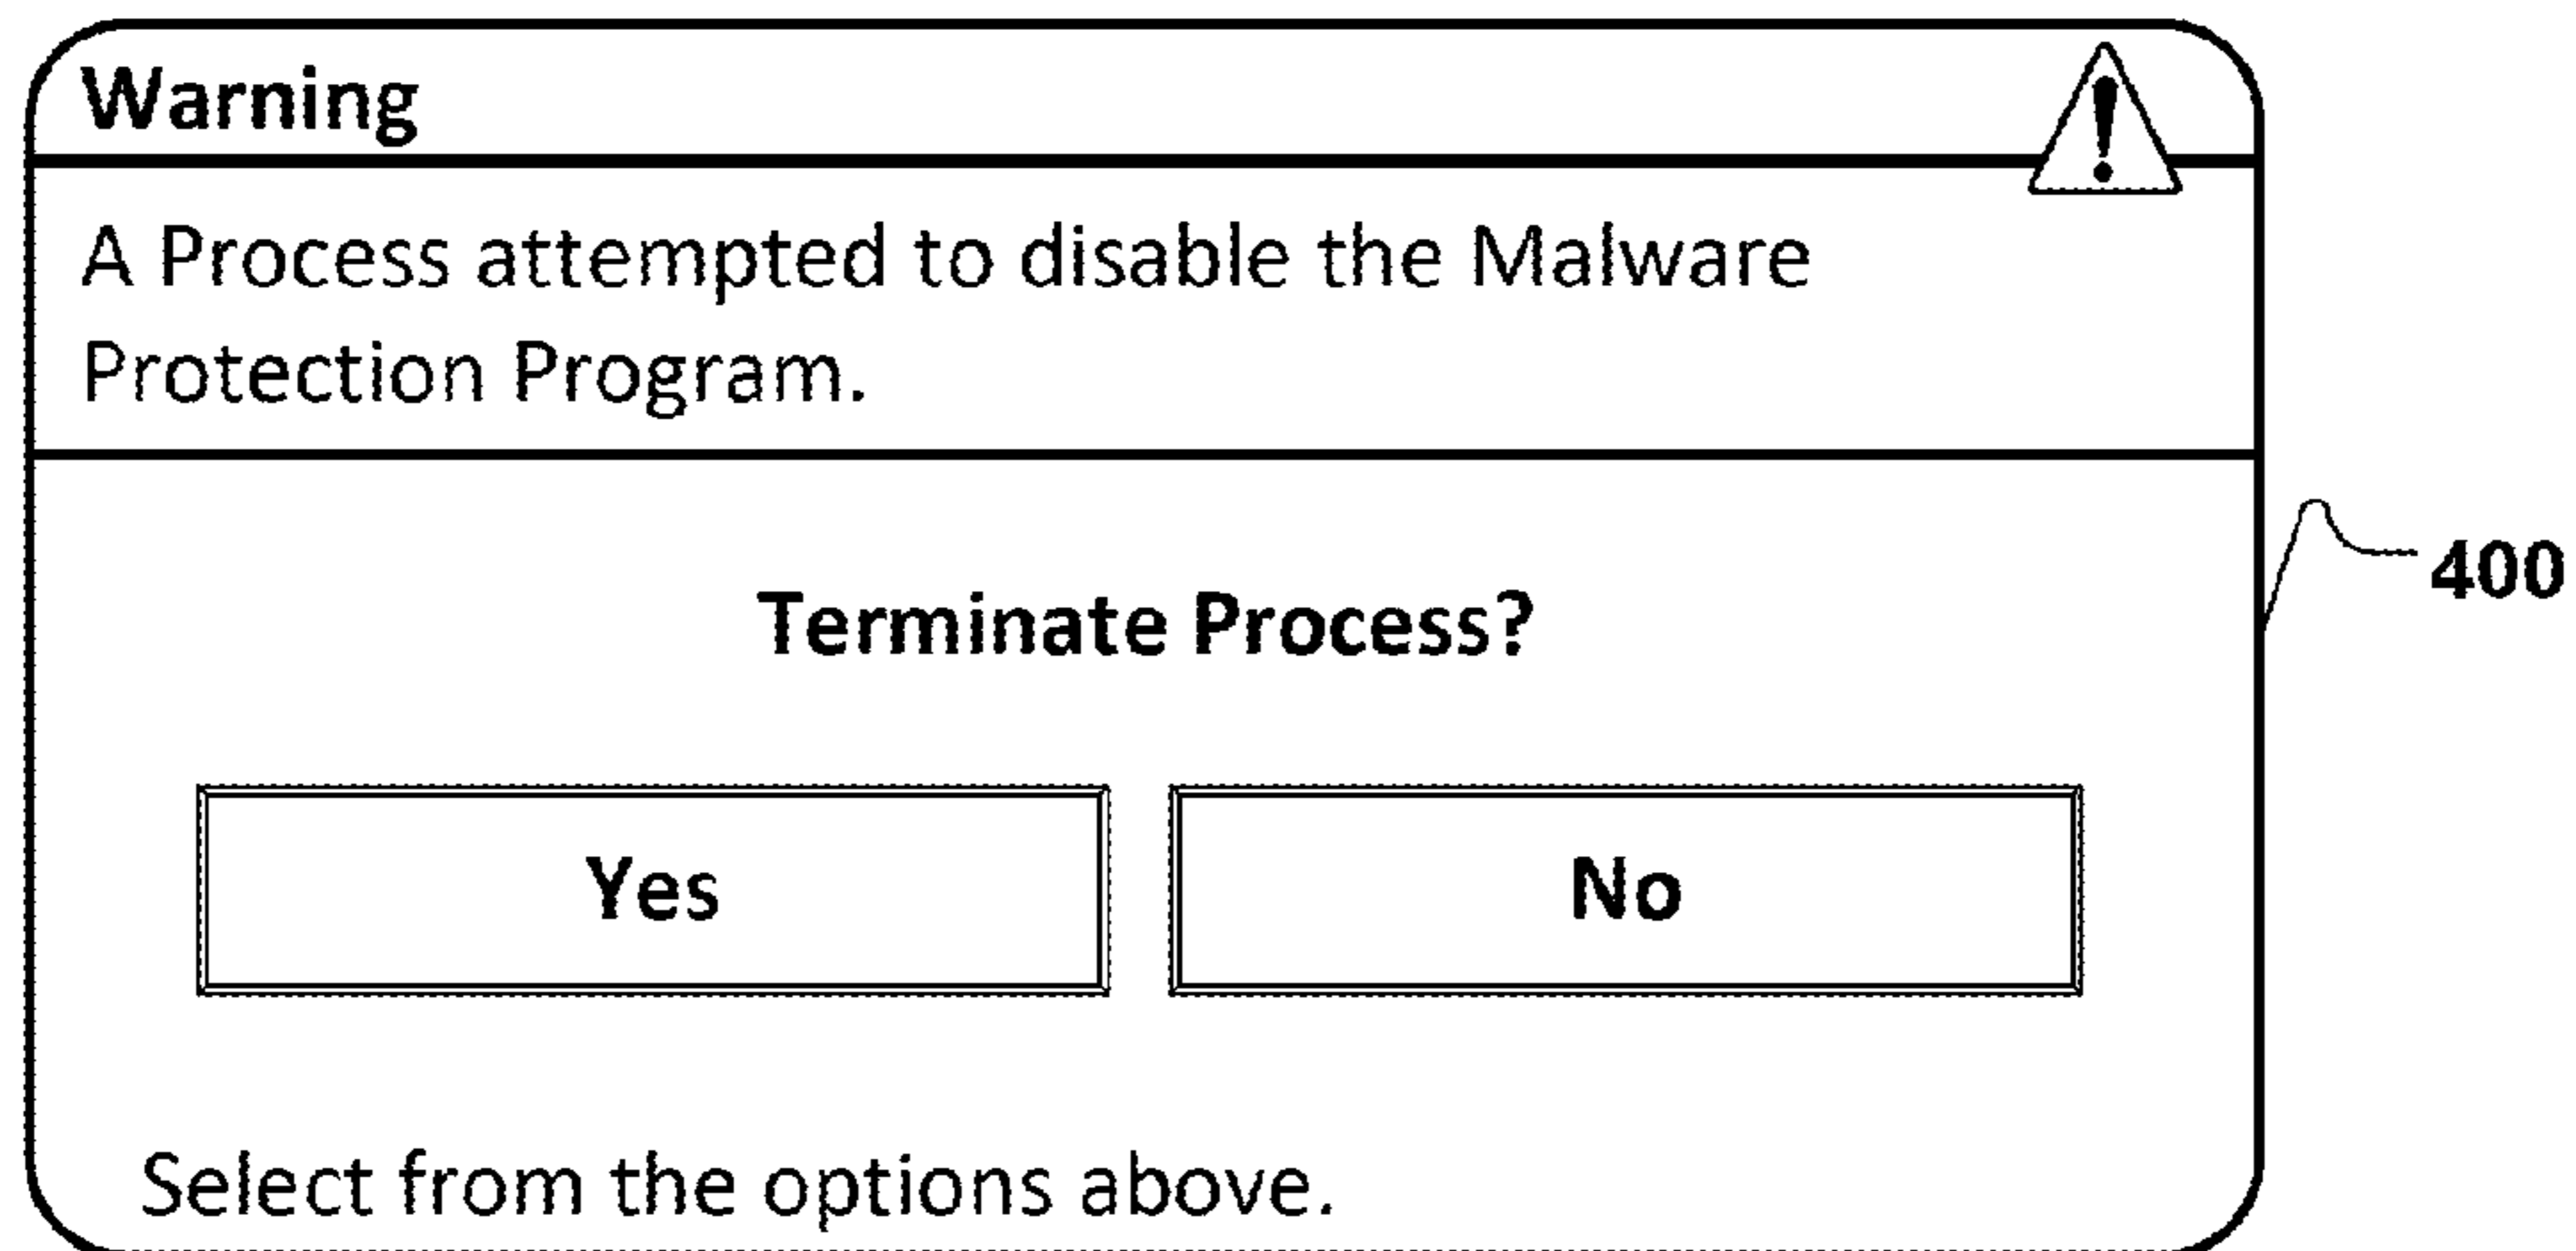 Warning
A Process attempted to disable the Malware
Protection Program.
400
Terminate Process?
Yes
No
Select from the options above.